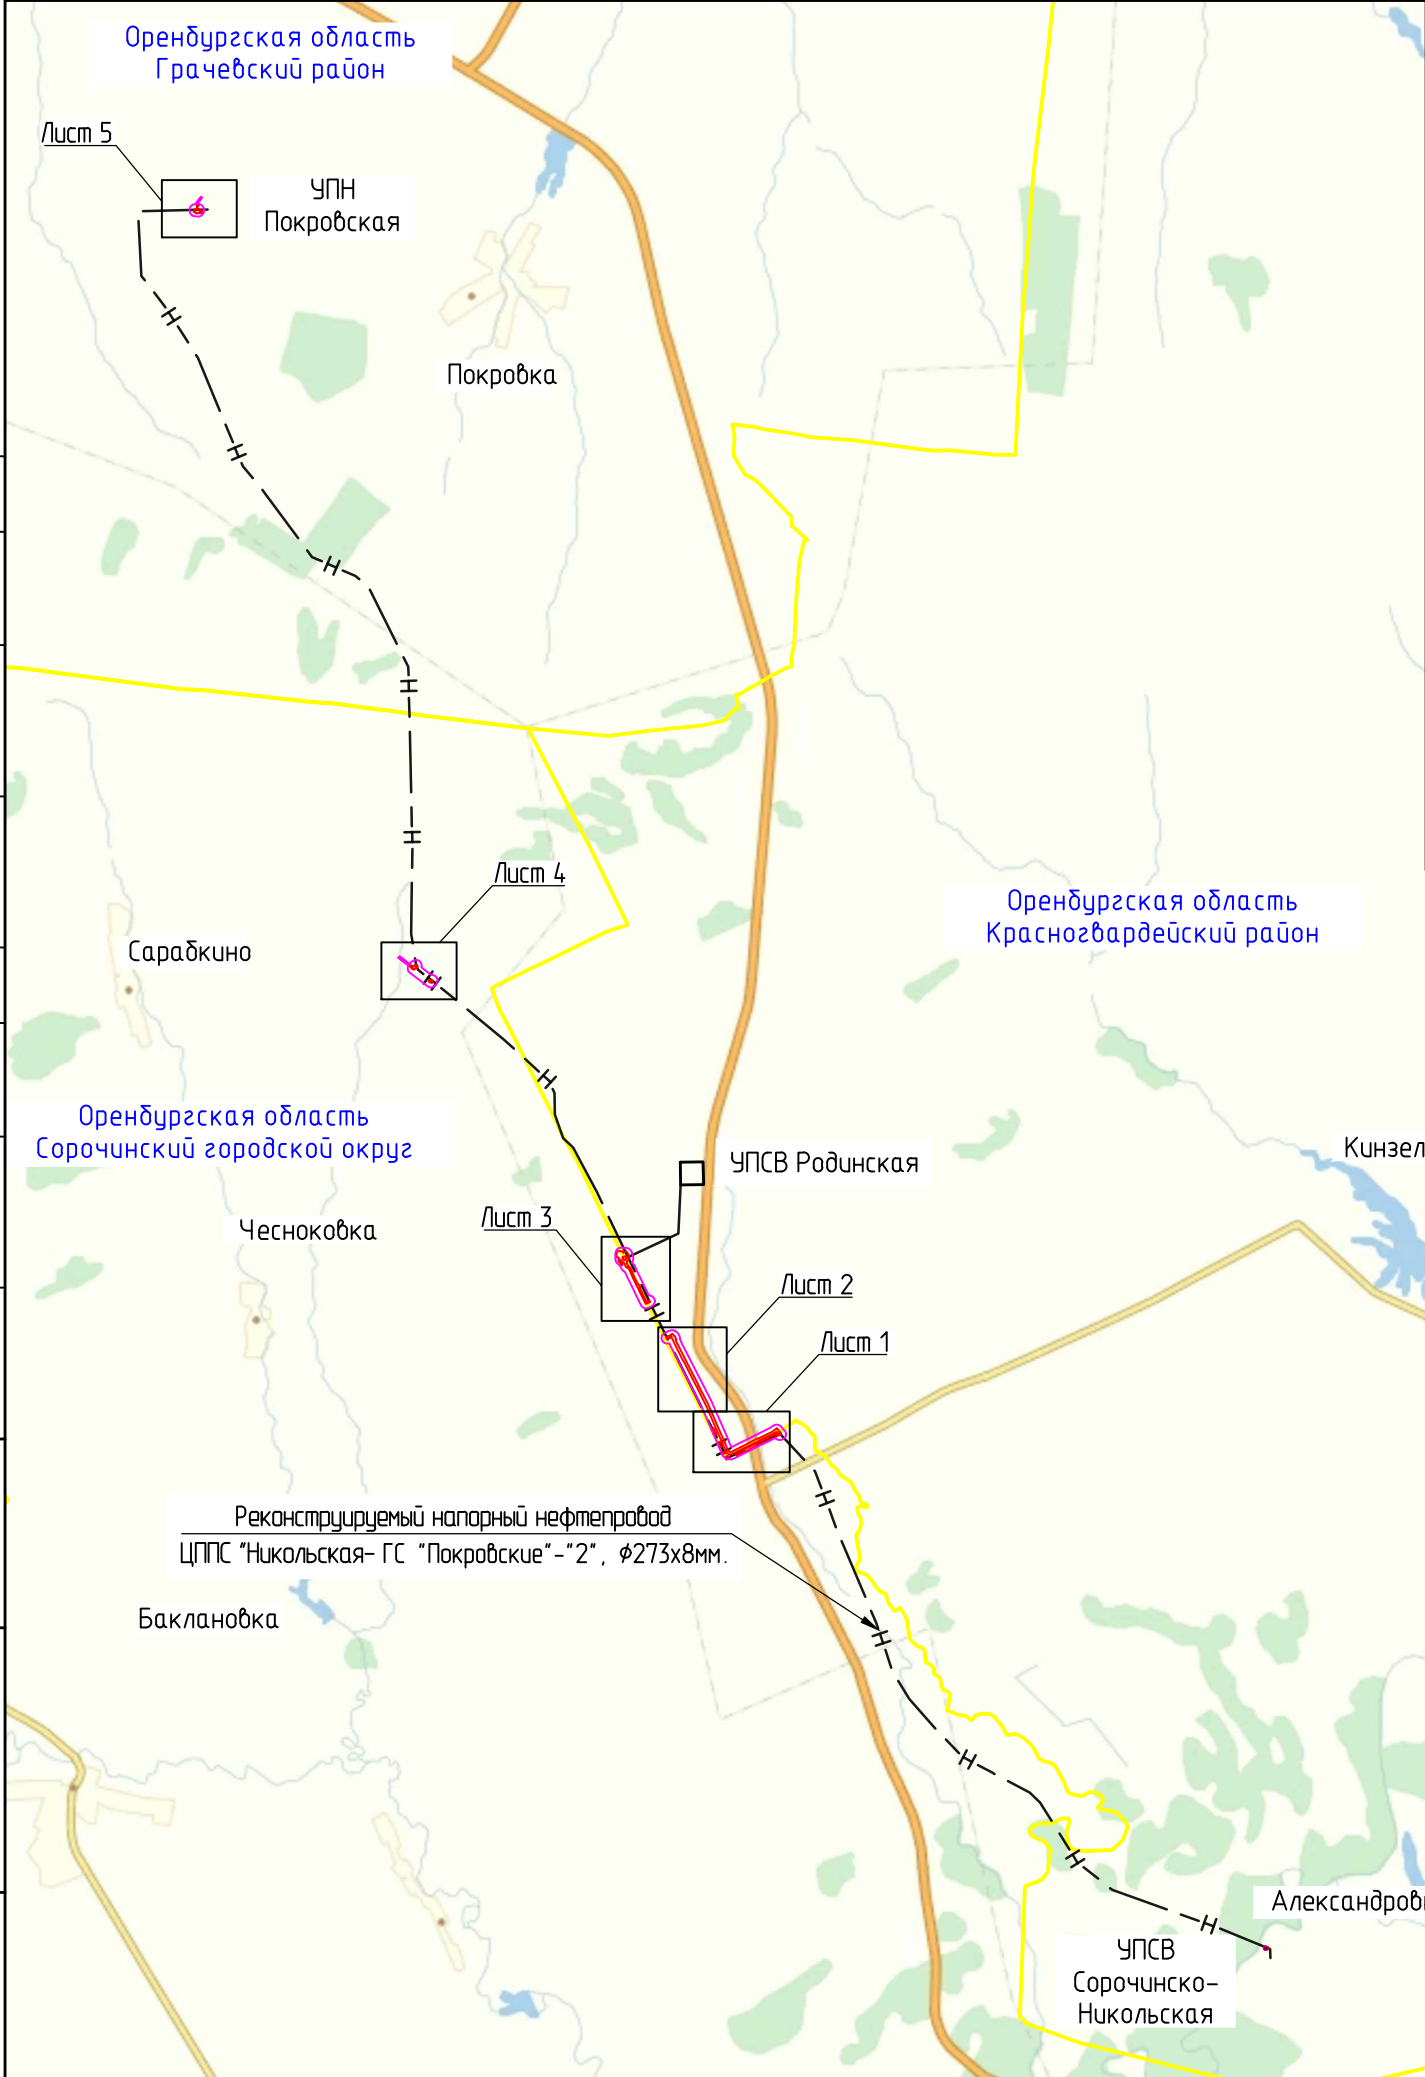 Оренбургская область
Грачевский район
Лист 5
УПН
Покровская
Покровка
Лист 4
Оренбургская область
Красногвардейский район
Сарабкино
Оренбургская область
Сорочинский городской округ
Кинзел
УПСВ Родинская
Лист 3
Чесноковка
Лист 2
Лист 1
Реконструируемый напорный нефтепровод
ЦППС "Никольская- ГС "Покровские"-"2", ϕ273х8мм.
Баклановка
Александров
УПСВ
Сорочинско-
Никольская
Н
Н
Н
Н
Н
Н
Н
Н
Н
Н
Н
Н
Н
Н